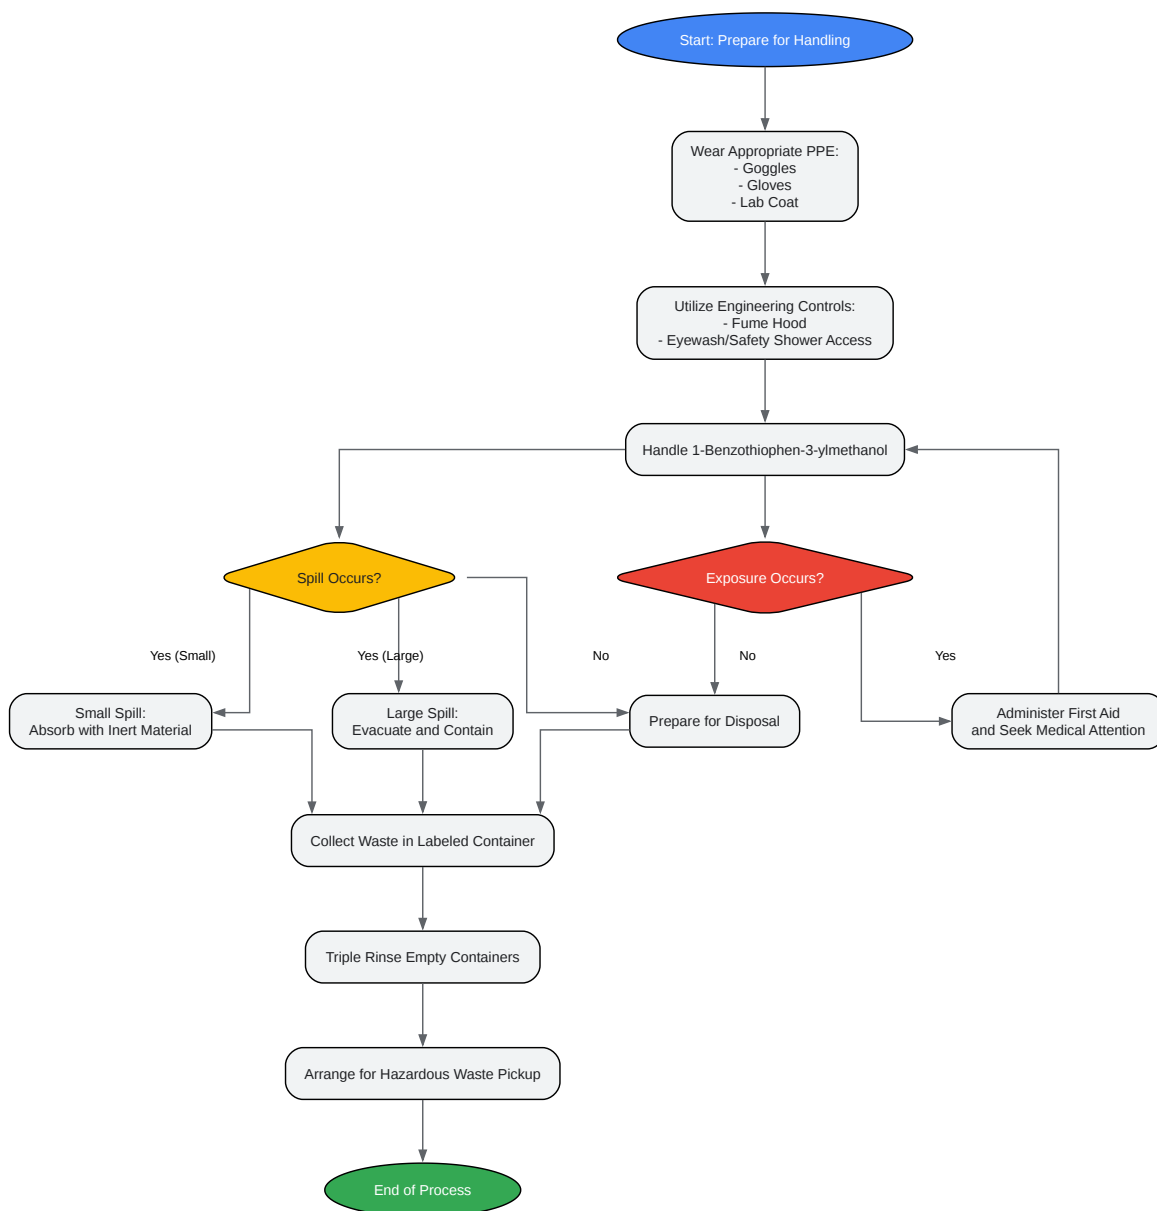 Start: Prepare for Handling
Wear Appropriate PPE:
- Goggles
- Gloves
- Lab Coat
Utilize Engineering Controls:
- Fume Hood
- Eyewash/Safety Shower Access
Handle 1-Benzothiophen-3-ylmethanol
Spill Occurs?
Exposure Occurs?
Yes (Small)
Yes (Large)
No
No
Yes
Small Spill:
Absorb with Inert Material
Large Spill:
Evacuate and Contain
Prepare for Disposal
Administer First Aid
and Seek Medical Attention
Collect Waste in Labeled Container
Triple Rinse Empty Containers
Arrange for Hazardous Waste Pickup
End of Process